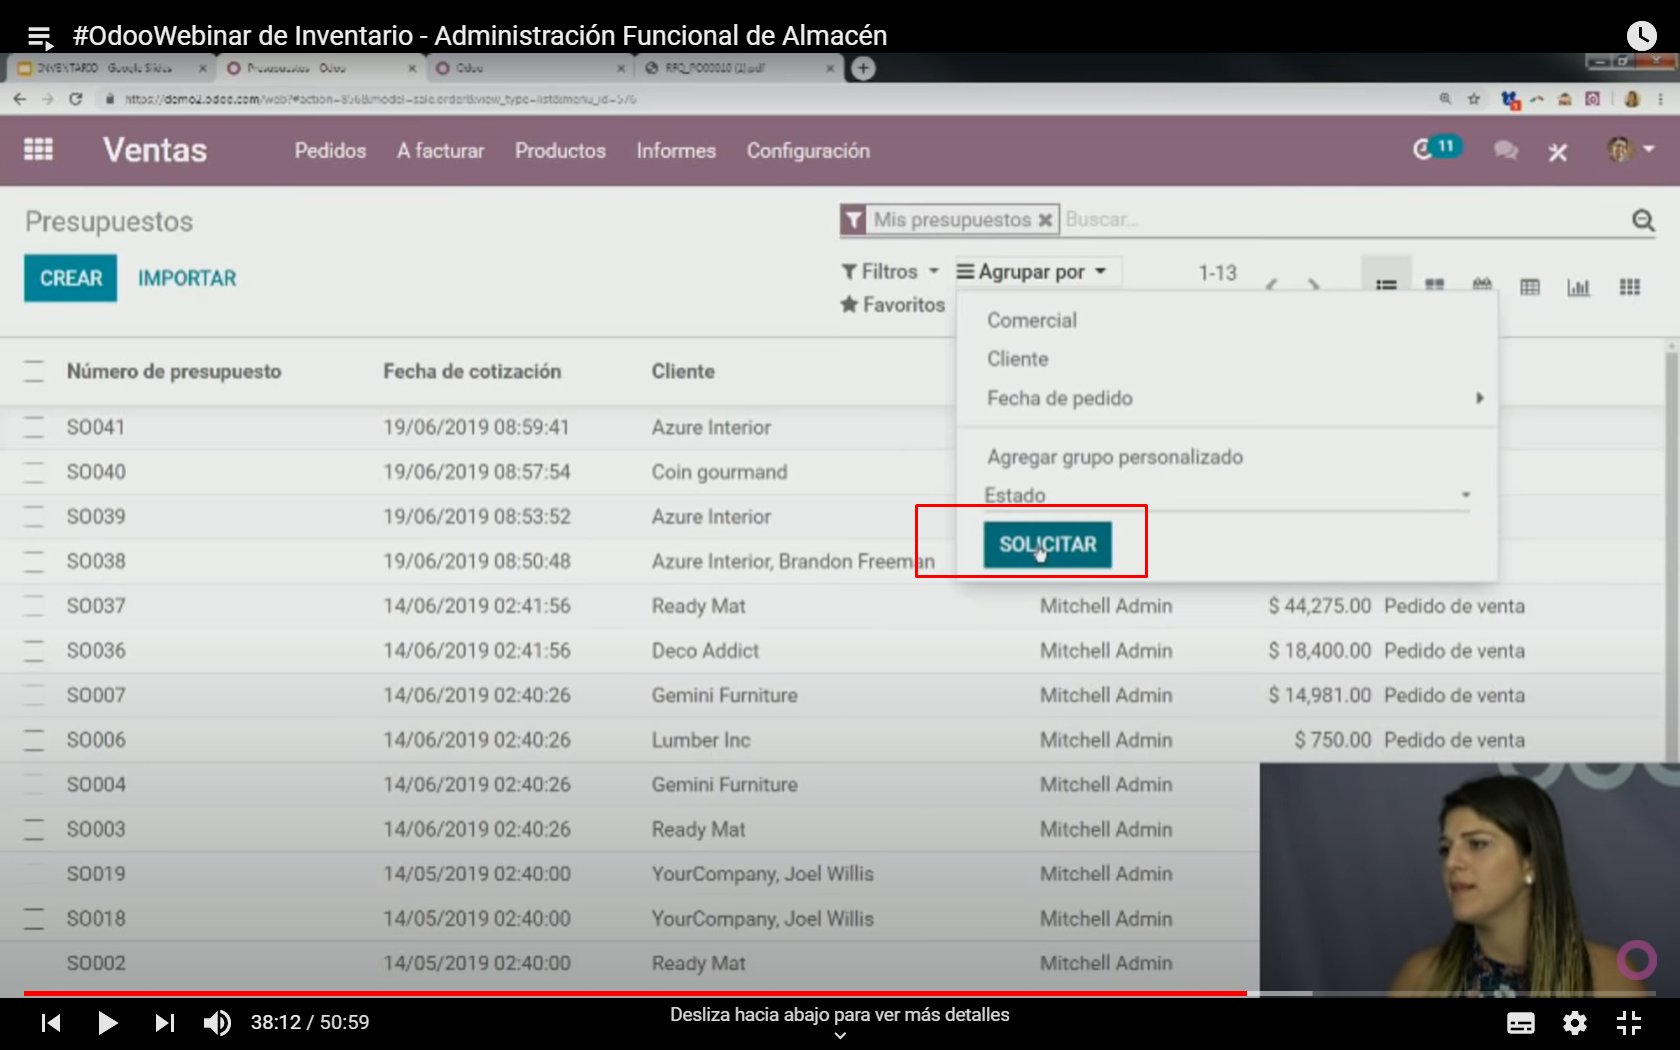 #OdooWebinar de Inventario - Administración Funcional de Almacén
INVENTARIO - Google Slides
Presupuestos - Odoo
Odoo
RFQ_PO00010 (1).pdf
Ventas
Pedidos
A facturar
Productos
Informes
Configuración
11
Presupuestos
Mis presupuestos
Buscar...
CREAR
IMPORTAR
Filtros
Agrupar por
1-13
Favoritos
Comercial
Cliente
Fecha de pedido
Agregar grupo personalizado
Estado
SOLICITAR
Número de presupuesto Fecha de cotización Cliente
SO041 19/06/2019 08:59:41 Azure Interior
SO040 19/06/2019 08:57:54 Coin gourmand
SO039 19/06/2019 08:53:52 Azure Interior
SO038 19/06/2019 08:50:48 Azure Interior, Brandon Freeman
SO037 14/06/2019 02:41:56 Ready Mat Mitchell Admin $ 44,275.00 Pedido de venta
SO036 14/06/2019 02:41:56 Deco Addict Mitchell Admin $ 18,400.00 Pedido de venta
SO007 14/06/2019 02:40:26 Gemini Furniture Mitchell Admin $ 14,981.00 Pedido de venta
SO006 14/06/2019 02:40:26 Lumber Inc Mitchell Admin $ 750.00 Pedido de venta
SO004 14/06/2019 02:40:26 Gemini Furniture Mitchell Admin
SO003 14/06/2019 02:40:26 Ready Mat Mitchell Admin
SO019 14/05/2019 02:40:00 YourCompany, Joel Willis Mitchell Admin
SO018 14/05/2019 02:40:00 YourCompany, Joel Willis Mitchell Admin
SO002 14/05/2019 02:40:00 Ready Mat Mitchell Admin
38:12 / 50:59
Desliza hacia abajo para ver más detalles